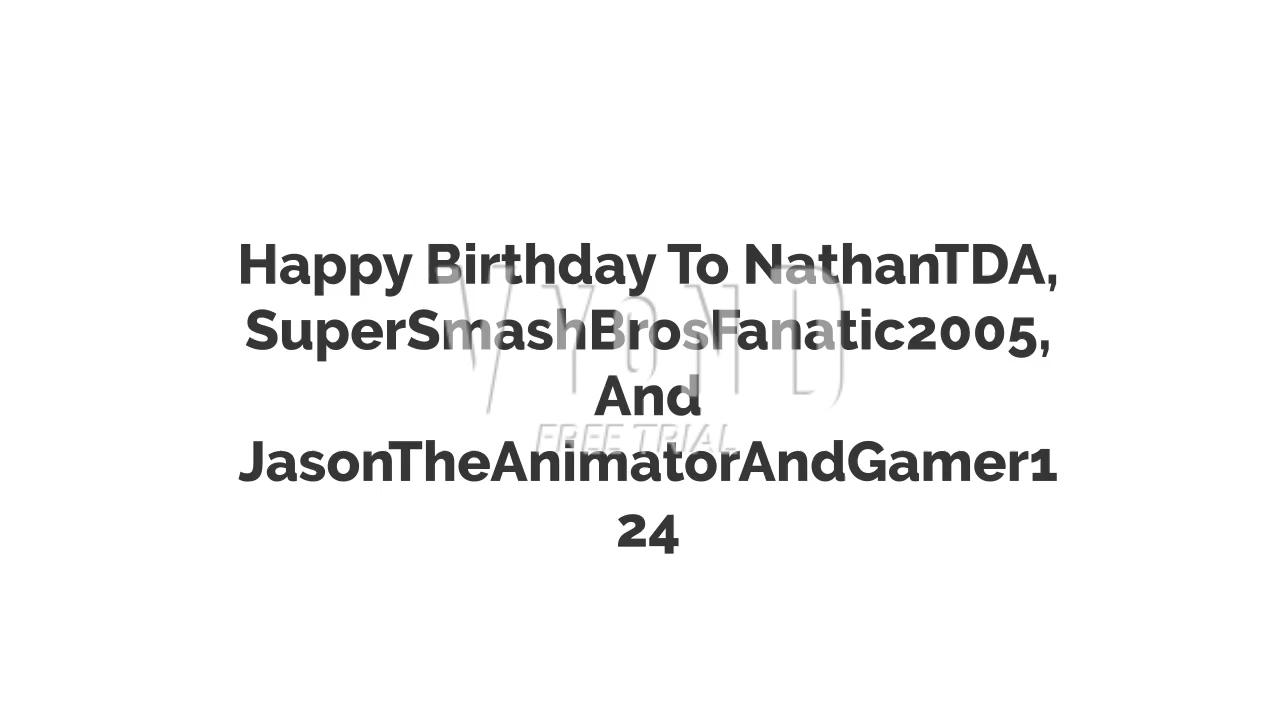 Happy Birthday To NathanTDA,
SuperSmashBrosFanatic2005,
And
JasonTheAnimatorAndGamer1
24
VYOND
FREE TRIAL